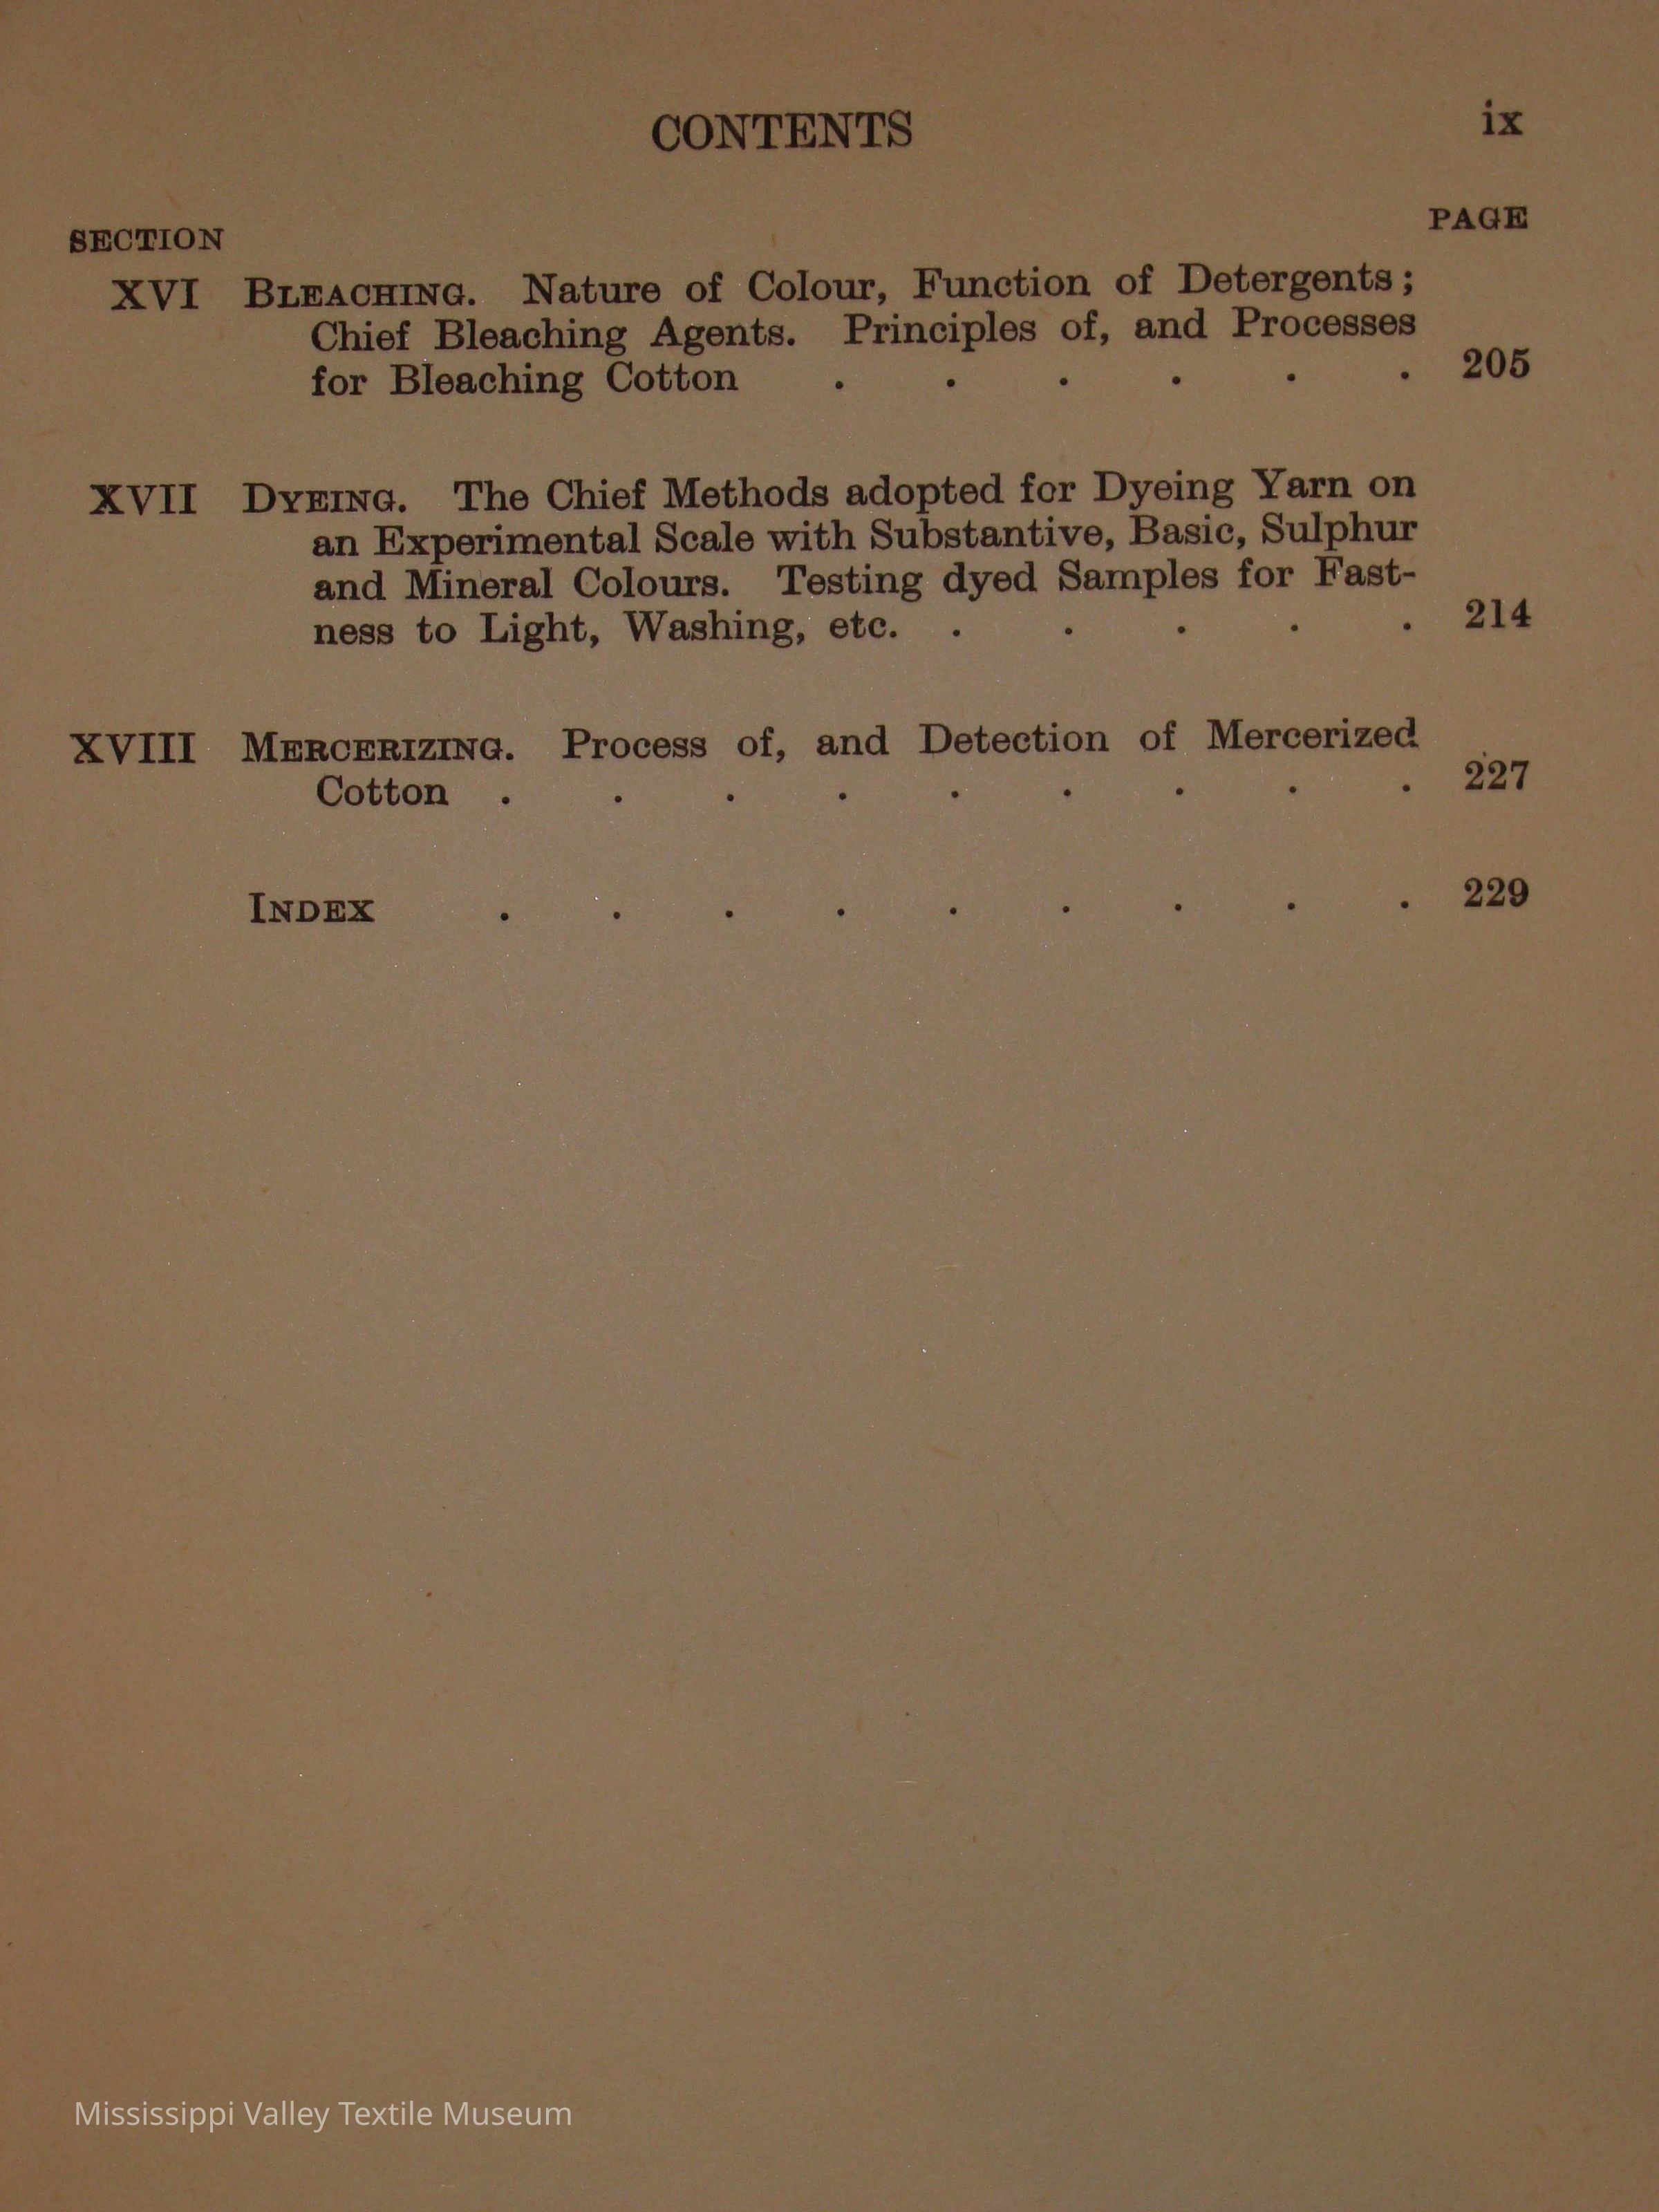 CONTENTS ix
SECTION PAGE
XVI BLEACHING. Nature of Colour, Function of Detergents;
Chief Bleaching Agents. Principles of, and Processes
for Bleaching Cotton . . . . . . 205
XVII DYEING. The Chief Methods adopted for Dyeing Yarn on
an Experimental Scale with Substantive, Basic, Sulphur
and Mineral Colours. Testing dyed Samples for Fast-
ness to Light, Washing, etc. . . . . . 214
XVIII MERCERIZING. Process of, and Detection of Mercerized
Cotton . . . . . . . . . 227
INDEX . . . . . . . . . 229
Mississippi Valley Textile Museum